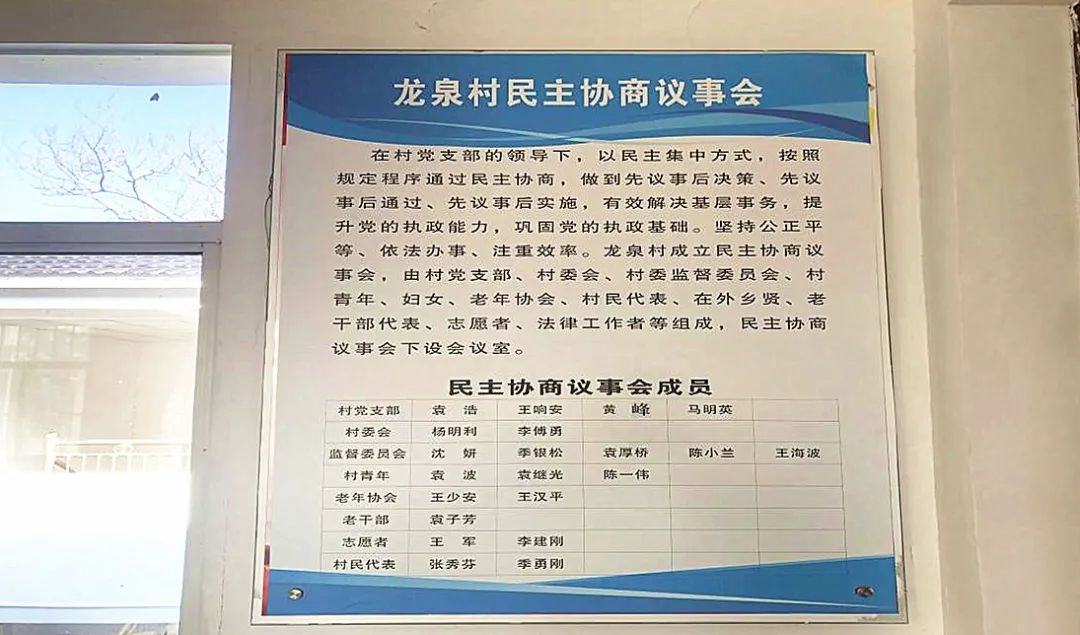 龙泉村民主协商议事会
在村党支部的领导下，以民主集中方式，按照
规定程序通过民主协商，做到先议事后决策、先议
事后通过、先议事后实施，有效解决基层事务，提
升党的执政能力，巩固党的执政基础。坚持公正平
等、依法办事、注重效率。龙泉村成立民主协商议
事会，由村党支部、村委会、村委监督委员会、村
青年、妇女、老年协会、村民代表、在外乡贤、老
干部代表、志愿者、法律工作者等组成，民主协商
议事会下设会议室。
民主协商议事会成员
村党支部 袁 浩 王响安 黄 峰 马明英
村委会 杨明利 李傅勇
监督委员会 沈 妍 季银松 袁厚桥 陈小兰 王海波
村青年 袁 波 袁继光 陈一伟
老年协会 王少安 王汉平
老干部 袁子芳
志愿者 王 军 李建刚
村民代表 张秀芬 季勇刚